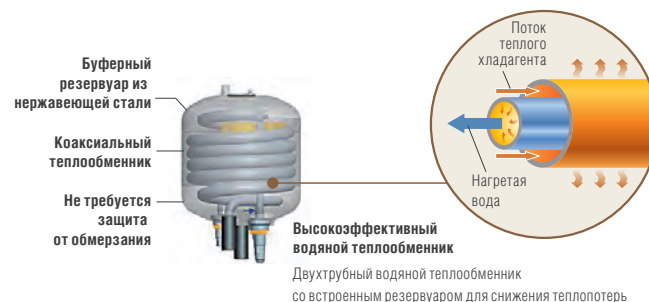 Буферный
резервуар из
нержавеющей стали
Коаксиальный
теплообменник
Не требуется
защита
от обмерзания
Поток
теплого
хладагента
Нагретая
вода
Высокоэффективный
водяной теплообменник
Двухтрубный водяной теплообменник
со встроенным резервуаром для снижения теплопотерь